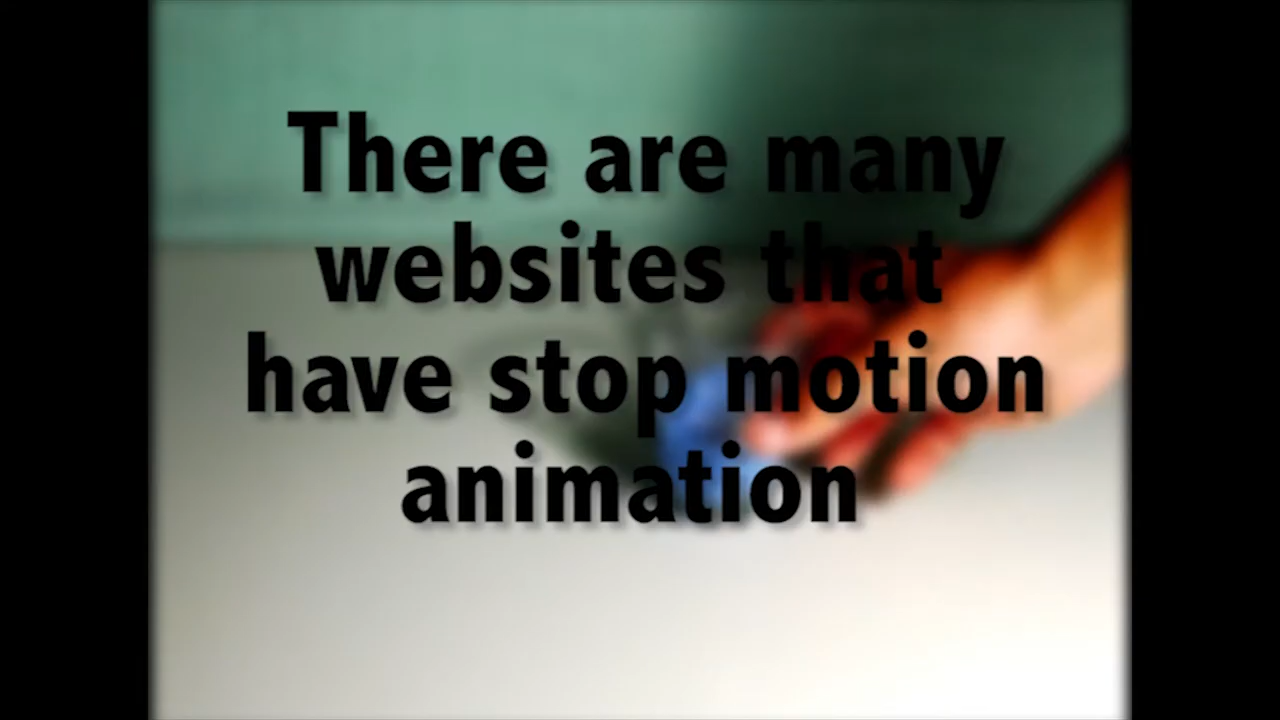 There are many
websites that
have stop motion
animation